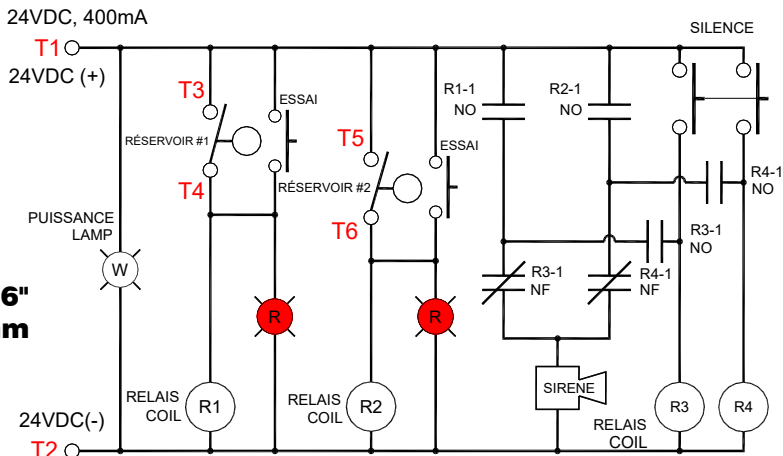 24VDC, 400mA
T1
24VDC (+)
SILENCE
T3
ESSAI
RÉSERVOIR #1
T4
T5
ESSAI
RÉSERVOIR #2
T6
R1-1
NO
R2-1
NO
R4-1
NO
R3-1
NO
R3-1
NF
R4-1
NF
PUISSANCE
LAMP
W
6"
R
R
SIRENE
RELAIS
COIL
R1
RELAIS
COIL
R2
RELAIS
COIL
R3
R4
24VDC(-)
T2